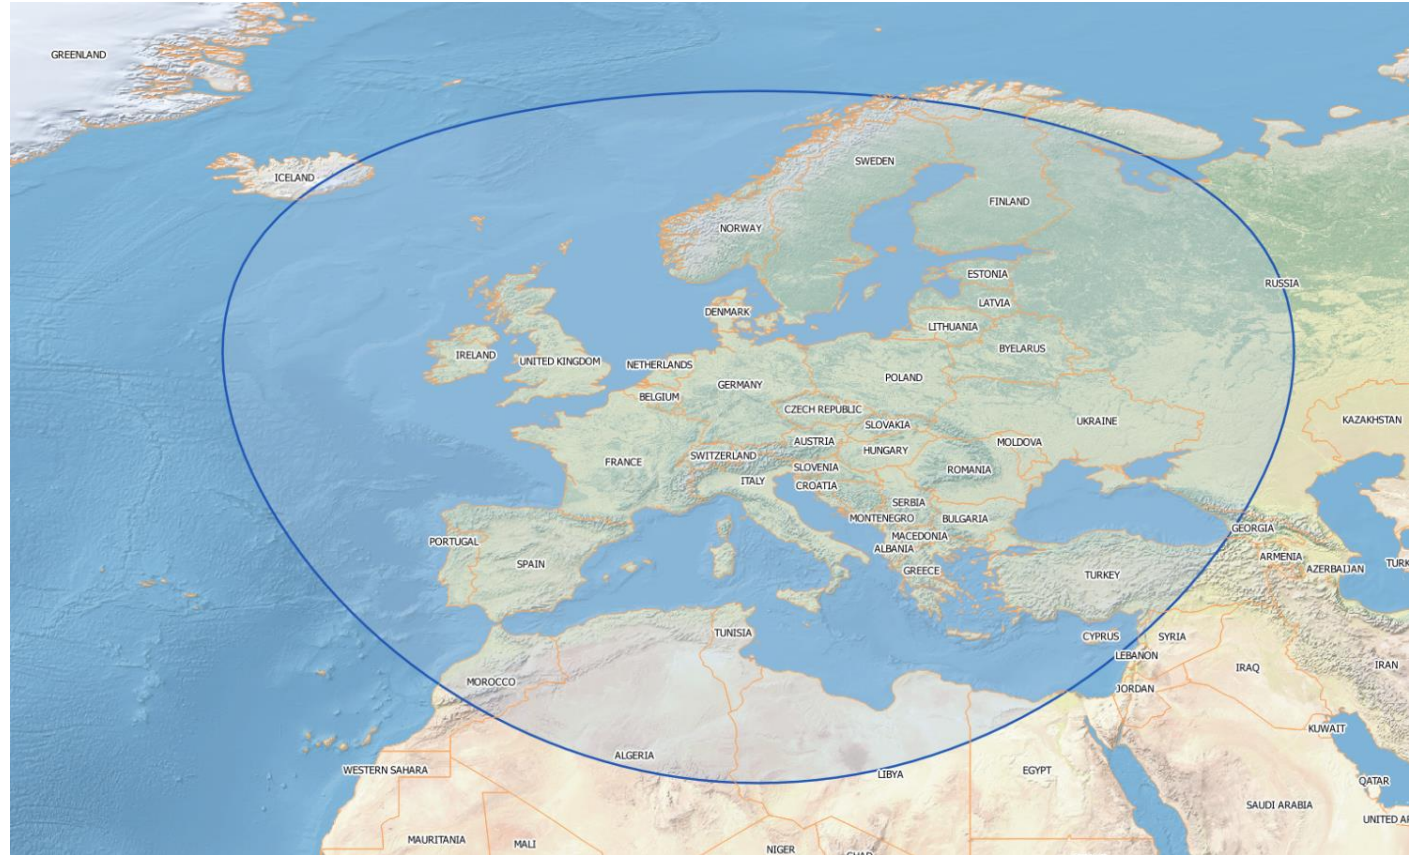 GREENLAND
SWEDEN
ICELAND
FINLAND
NORWAY
ESTONIA
RUSSIA
LATVIA
DENMARK
LITHUANIA
BYELARUS
IRELAND
UNITED KINGDOM
NETHERLANDS
POLAND
GERMANY
BELGIUM
CZECH REPUBLIC
UKRAINE
KAZAKHSTAN
SLOVAKIA
AUSTRIA
MOLDOVA
HUNGARY
SWITZERLAND
FRANCE
SLOVENIA
ROMANIA
ITALY
CROATIA
SERBIA
MONTENEGRO
BULGARIA
GEORGIA
MACEDONIA
PORTUGAL
ALBANIA
ARMENIA
SPAIN
GREECE
AZERBAIJAN
TURK
TURKEY
TUNISIA
CYPRUS
SYRIA
LEBANON
IRAQ
IRAN
MOROCCO
JORDAN
KUWAIT
ALGERIA
WESTERN SAHARA
LIBYA
EGYPT
QATAR
SAUDI ARABIA
UNITED AR
MAURITANIA
MALI
NIGER